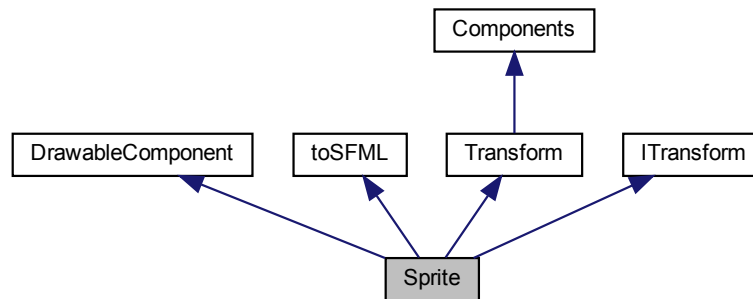 Components
DrawableComponent
toSFML
Transform
ITransform
Sprite